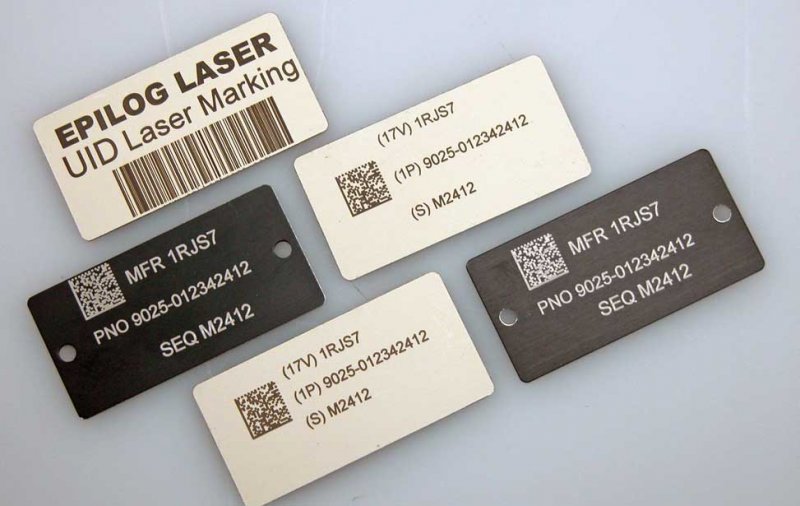 EPILOG LASER
UID Laser Marking
(17V) 1RJS7
(1P) 9025-012342412
(S) M2412
MFR 1RJS7
PNO 9025-012342412
SEQ M2412
MFR 1RJS7
PNO 9025-012342412
SEQ M2412
(17V) 1RJS7
(1P) 9025-012342412
(S) M2412